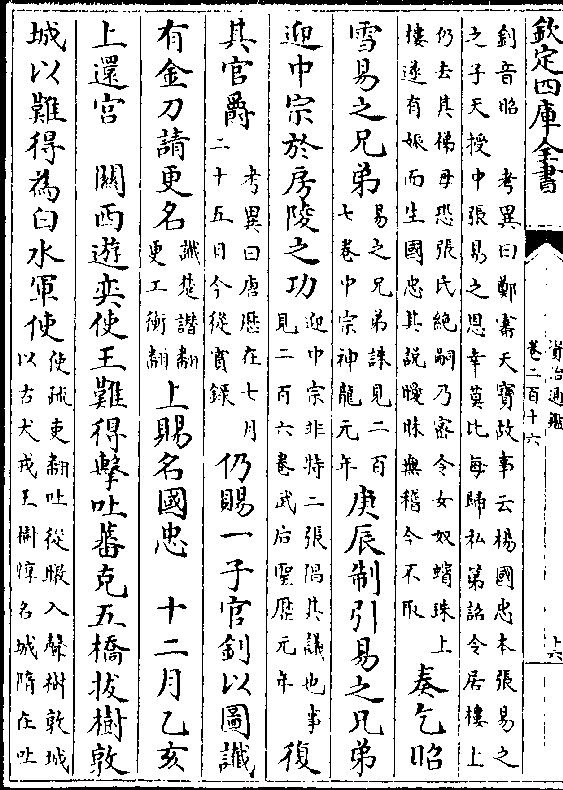 欽定四庫全書
資治通鑑
卷二百十六
釗音昭　考異曰鄭審天寶故事云楊國忠本張易之
之子天授中張易之恩幸莫比每歸私第詔令居樓上
仍去其梯母恐張氏絕嗣乃密令女奴蠙珠上
樓遂有娠而生國忠其說曖昧無稽今不取
奏乞昭
雪易之兄弟
易之兄弟誅見二百
七卷中宗神龍元年
庚辰制引易之兄弟
迎中宗於房陵之功
迎中宗非特二張倡其議也事
見二百六卷武后聖歷元年
復
其官爵
考異曰唐歷在七月
二十五日今從實錄
仍賜一子官釗以圖讖
有金刀請更名
讖楚譖翻
更工衡翻
上賜名國忠　十二月乙亥
上還宮　關西遊奕使王難得擊吐蕃克五橋拔樹敦
城以難得為白水軍使
使疏吏翻吐從暾入聲樹敦城
以古犬戎王樹惇名城隋在吐